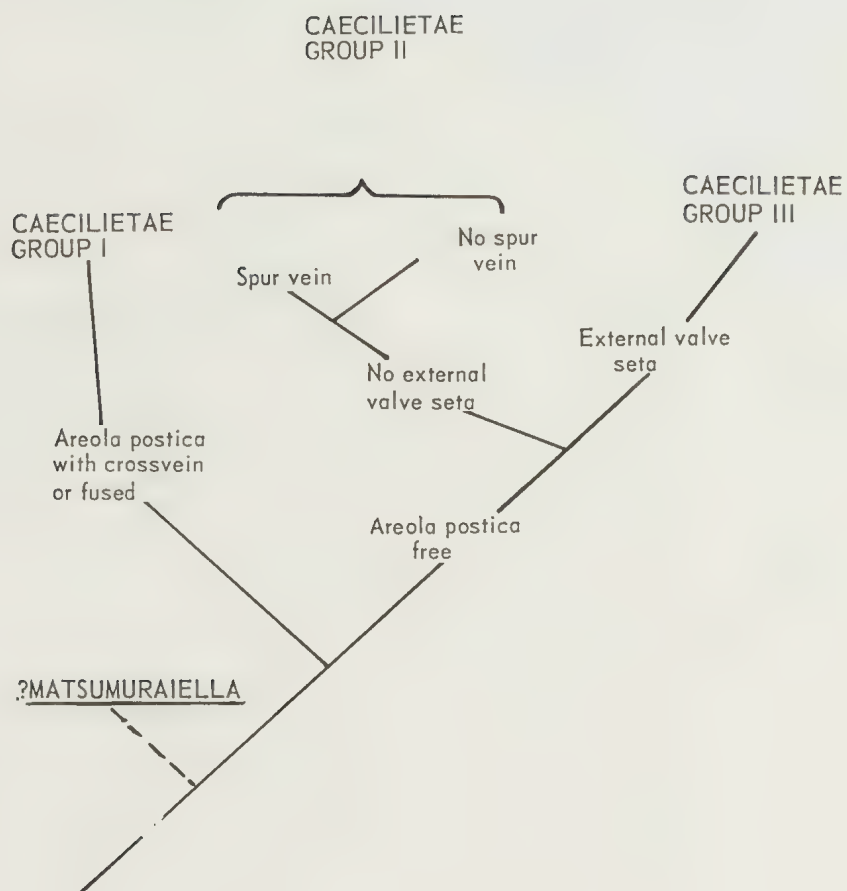 CAECILIETAE
GROUP II
CAECILIETAE
GROUP III
CAECILIETAE
GROUP I
No spur
vein
Spur vein
External valve
seta
No external
valve seta
Areola postica
with crossvein
or fused
Areola postica
free
?MATSUMURAIELLA